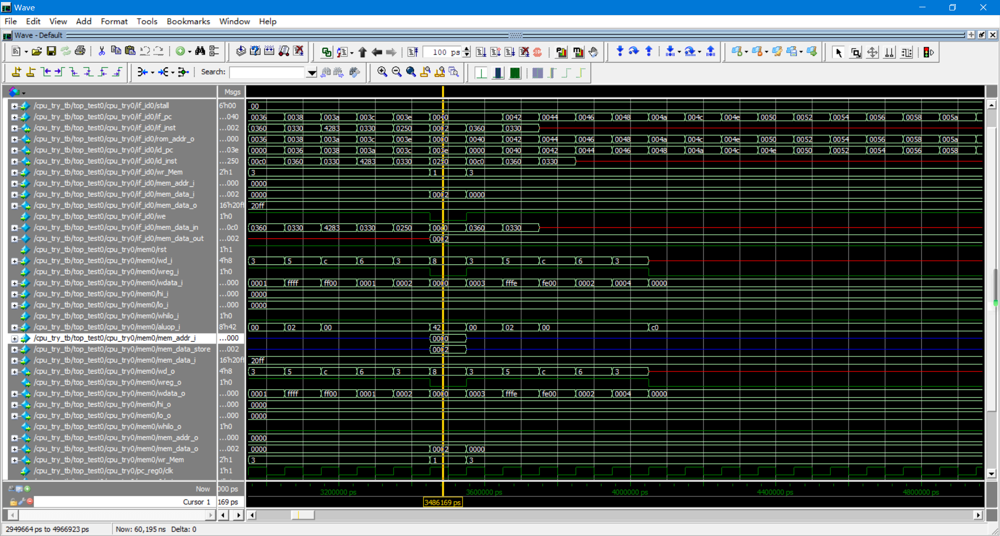 Wave
File Edit View Add Format Tools Bookmarks Window Help
Wave - Default
100 ps
Search:
Msgs
/cpu_try_tb/top_test0/cpu_try0/if_id0/stall 6'h00 00
/cpu_try_tb/top_test0/cpu_try0/if_id0/if_pc ...040 0036 0038 003a 003c 003e 0040 0042 0044 0046 0048 004a 004c 004e 0050 0052 0054 0056 0058 005a
/cpu_try_tb/top_test0/cpu_try0/if_id0/if_inst ...002 0360 0330 4283 0330 0250 0002 0360 0330
/cpu_try_tb/top_test0/cpu_try0/if_id0/rom_addr_o ...000 0036 0038 003a 003c 003e 0000 0040 0042 0044 0046 0048 004a 004c 004e 0050 0052 0054 0056 0058 005a
/cpu_try_tb/top_test0/cpu_try0/if_id0/id_pc ...03e 0000 0036 0038 003a 003c 003e 0000 0040 0042 0044 0046 0048 004a 004c 004e 0050 0052 0054 0056 0058
/cpu_try_tb/top_test0/cpu_try0/if_id0/id_inst ...250 00c0 0360 0330 4283 0330 0250 00c0 0360 0330
/cpu_try_tb/top_test0/cpu_try0/if_id0/wr_Mem 2'h1 3 1 3
/cpu_try_tb/top_test0/cpu_try0/if_id0/mem_addr_i ...000 0000
/cpu_try_tb/top_test0/cpu_try0/if_id0/mem_data_i ...002 0000 0002 0000
/cpu_try_tb/top_test0/cpu_try0/if_id0/mem_data_o 16'h20ff 20ff
/cpu_try_tb/top_test0/cpu_try0/if_id0/we 1'h0
/cpu_try_tb/top_test0/cpu_try0/if_id0/mem_data_in ...0c0 0360 0330 4283 0330 0250 00c0 0360 0330
/cpu_try_tb/top_test0/cpu_try0/if_id0/mem_data_out ...002 0002
/cpu_try_tb/top_test0/cpu_try0/mem0/rst 1'h1
/cpu_try_tb/top_test0/cpu_try0/mem0/wd_i 4'h8 3 5 c 6 3 8 3 5 c 6 3
/cpu_try_tb/top_test0/cpu_try0/mem0/wreg_i 1'h0
/cpu_try_tb/top_test0/cpu_try0/mem0/wdata_i ...000 0001 ffff ff00 0001 0002 0000 0003 fffe fe00 0002 0004 0000
/cpu_try_tb/top_test0/cpu_try0/mem0/hi_i ...000 0000
/cpu_try_tb/top_test0/cpu_try0/mem0/lo_i ...000 0000
/cpu_try_tb/top_test0/cpu_try0/mem0/whilo_i 1'h0
/cpu_try_tb/top_test0/cpu_try0/mem0/aluop_i 8'h42 00 02 00 42 00 02 00 c0
/cpu_try_tb/top_test0/cpu_try0/mem0/mem_addr_i ...000 0000
/cpu_try_tb/top_test0/cpu_try0/mem0/mem_data_store ...002 0002
/cpu_try_tb/top_test0/cpu_try0/mem0/mem_data_i 16'h20ff 20ff
/cpu_try_tb/top_test0/cpu_try0/mem0/wd_o 4'h8 3 5 c 6 3 8 3 5 c 6 3
/cpu_try_tb/top_test0/cpu_try0/mem0/wreg_o 1'h0
/cpu_try_tb/top_test0/cpu_try0/mem0/wdata_o ...000 0001 ffff ff00 0001 0002 0000 0003 fffe fe00 0002 0004 0000
/cpu_try_tb/top_test0/cpu_try0/mem0/hi_o ...000 0000
/cpu_try_tb/top_test0/cpu_try0/mem0/lo_o ...000 0000
/cpu_try_tb/top_test0/cpu_try0/mem0/whilo_o 1'h0
/cpu_try_tb/top_test0/cpu_try0/mem0/mem_addr_o ...000 0000
/cpu_try_tb/top_test0/cpu_try0/mem0/mem_data_o ...002 0000 0002 0000
/cpu_try_tb/top_test0/cpu_try0/mem0/wr_Mem 2'h1 3 1 3
/cpu_try_tb/top_test0/cpu_try0/pc_reg0/clk 1'h1
Now 000 ps 3200000 ps 3600000 ps 4000000 ps 4400000 ps 4800000 ps
Cursor 1 169 ps 3486169 ps
2949664 ps to 4966923 ps Now: 60,195 ns Delta: 0